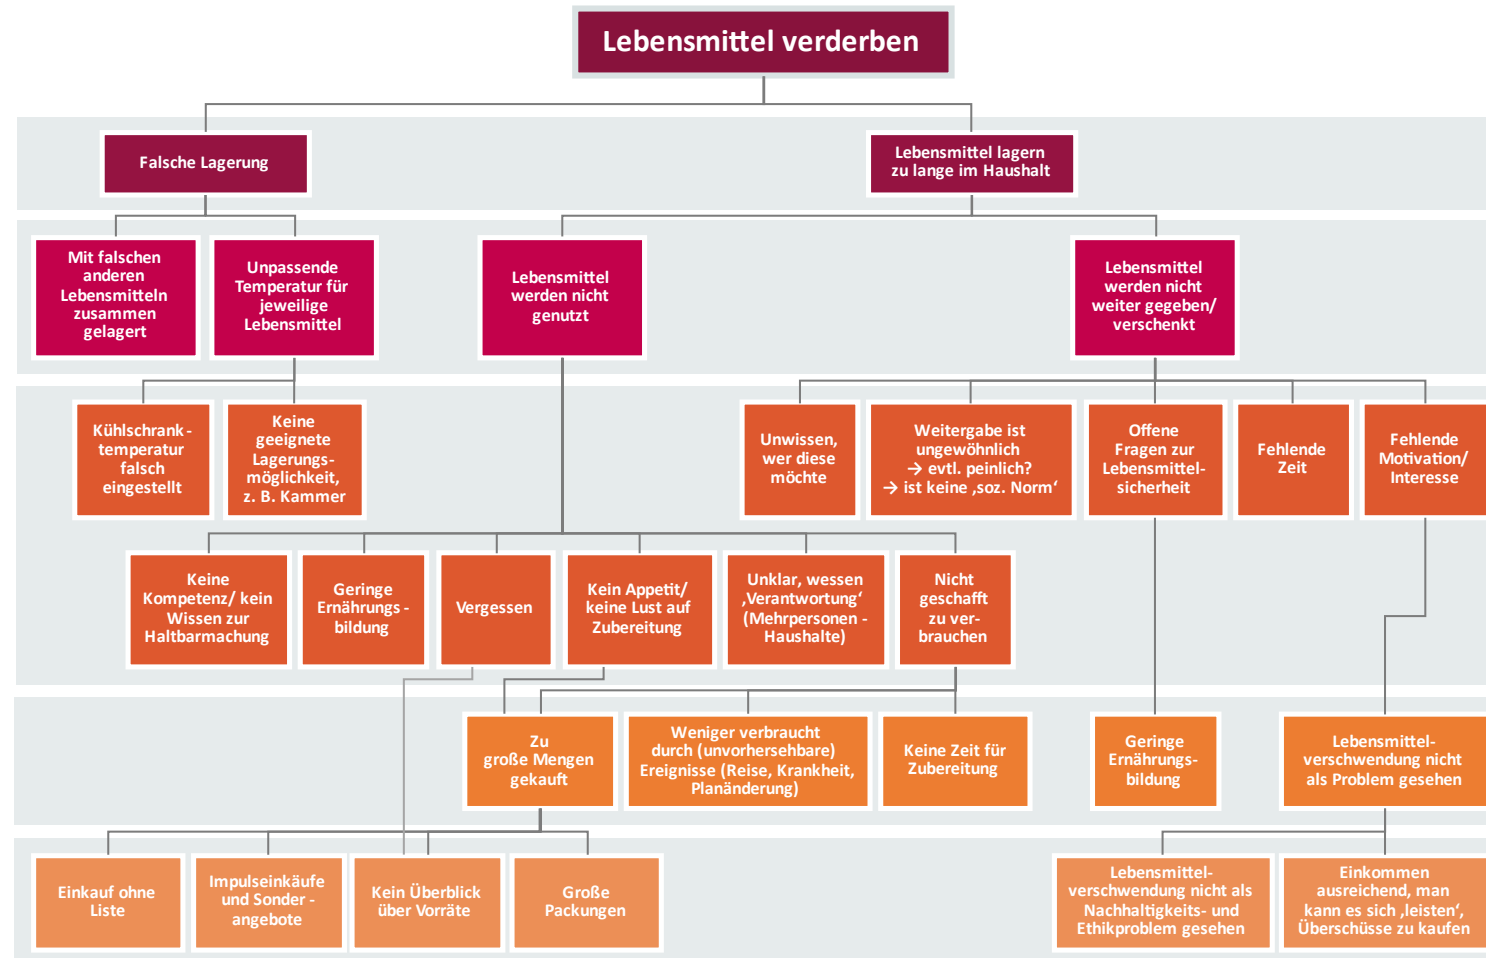 Lebensmittel verderben
Falsche Lagerung
Lebensmittel lagern
zu lange im Haushalt
Mit falschen
anderen
Lebensmitteln
zusammen
gelagert
Unpassende
Temperatur für
jeweilige
Lebensmittel
Lebensmittel
werden nicht
genutzt
Lebensmittel
werden nicht
weiter gegeben/
verschenkt
Kühlschrank-
temperatur
falsch
eingestellt
Keine
geeignete
Lagerungs-
möglichkeit,
z. B. Kammer
Unwissen,
wer diese
möchte
Weitergabe ist
ungewöhnlich
→ evtl. peinlich?
→ ist keine ‚soz. Norm‘
Offene
Fragen zur
Lebensmittel-
sicherheit
Fehlende
Zeit
Fehlende
Motivation/
Interesse
Keine
Kompetenz/ kein
Wissen zur
Haltbarmachung
Geringe
Ernährungs-
bildung
Vergessen
Kein Appetit/
keine Lust auf
Zubereitung
Unklar, wessen
‚Verantwortung‘
(Mehrpersonen -
Haushalte)
Nicht
geschafft
zu ver-
brauchen
Zu
große Mengen
gekauft
Weniger verbraucht
durch (unvorhersehbare)
Ereignisse (Reise, Krankheit,
Planänderung)
Keine Zeit für
Zubereitung
Geringe
Ernährungs-
bildung
Lebensmittel-
verschwendung nicht
als Problem gesehen
Einkauf ohne
Liste
Impulseinkäufe
und Sonder -
angebote
Kein Überblick
über Vorräte
Große
Packungen
Lebensmittel-
verschwendung nicht als
Nachhaltigkeits- und
Ethikproblem gesehen
Einkommen
ausreichend, man
kann es sich ‚leisten‘,
Überschüsse zu kaufen